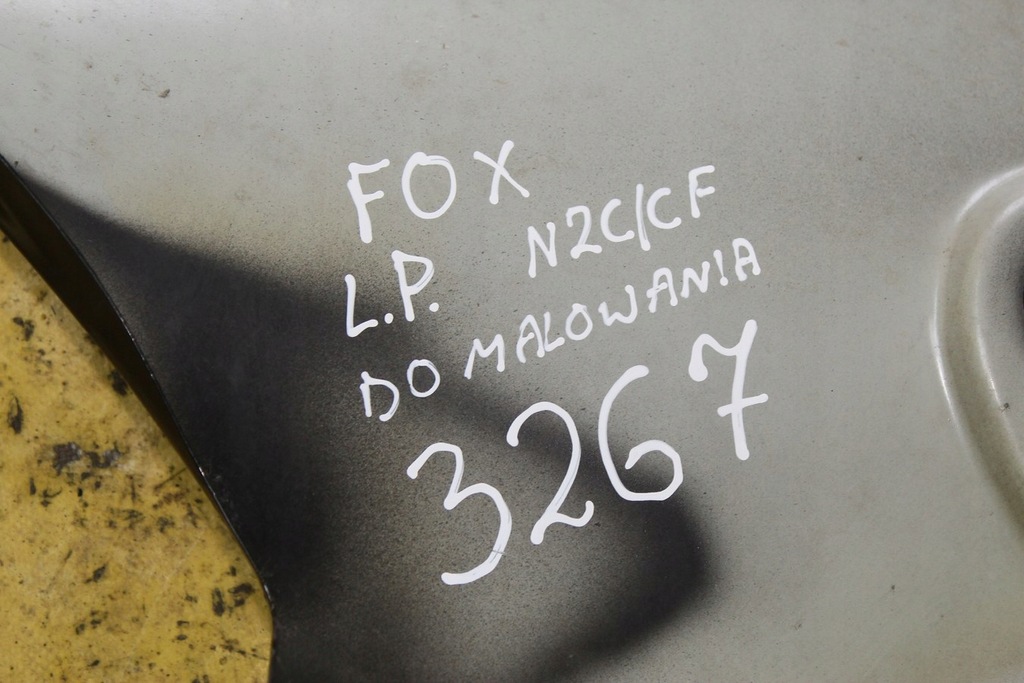 FOX
L.P. N2C/CF
DO MALOWANIA
3267